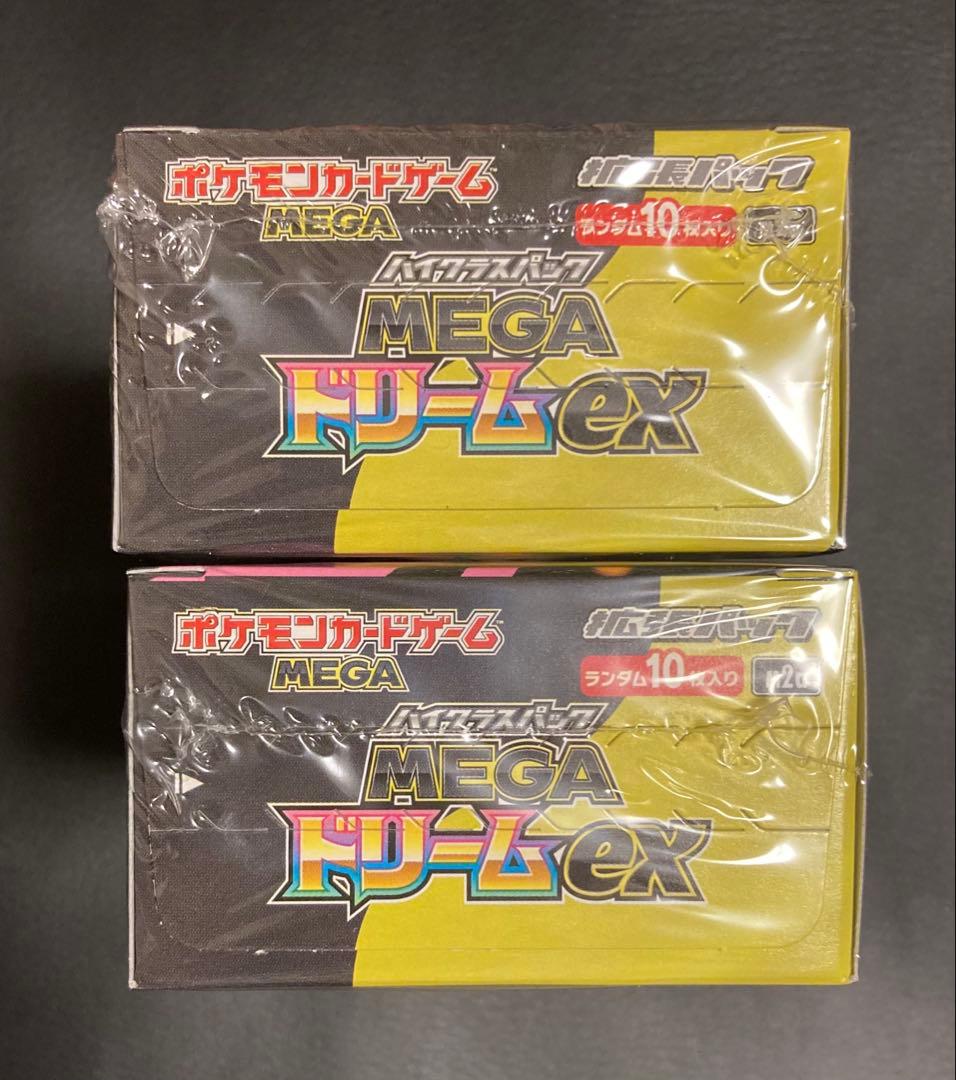 ポケモンカードゲーム
MEGA
拡張パック
ランダム10枚入り
ハイクラスパック
MEGA
ドリームex
ポケモンカードゲーム
MEGA
拡張パック
ランダム10枚入り
ハイクラスパック
MEGA
ドリームex